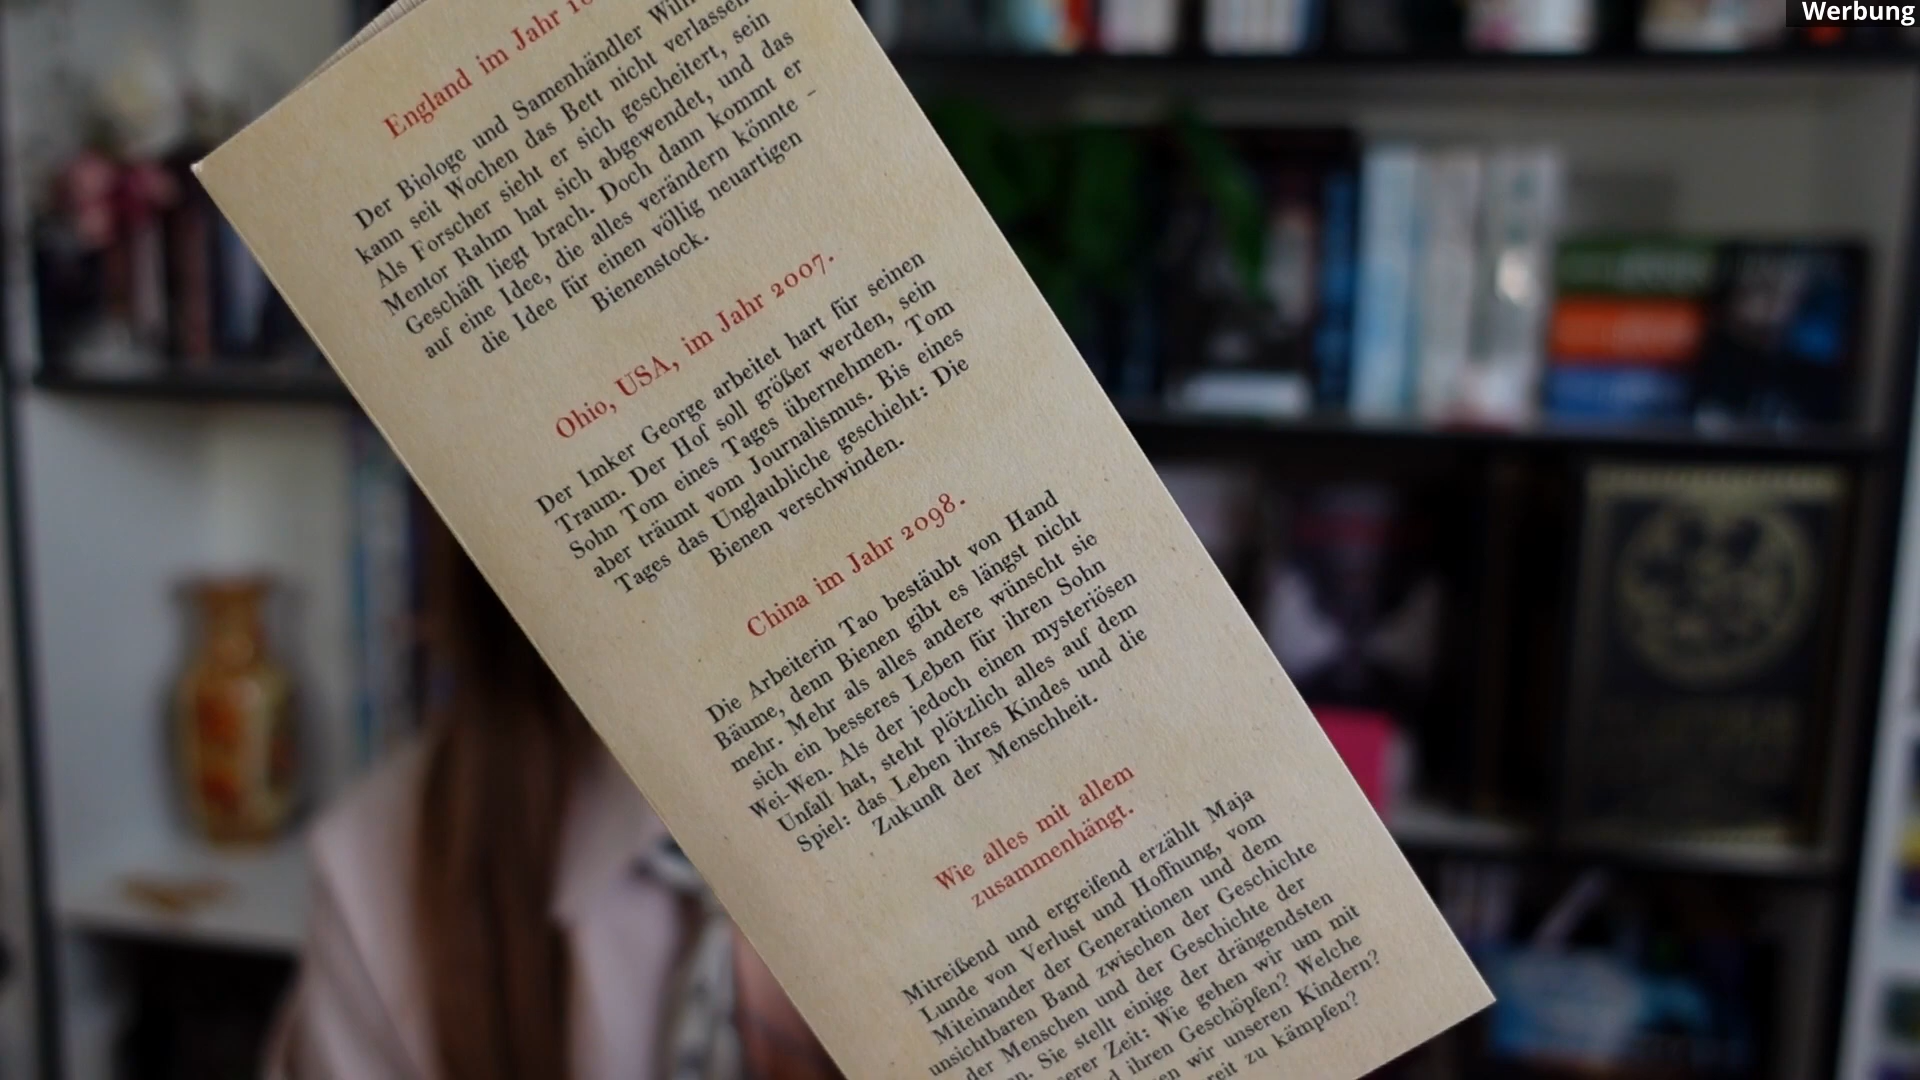 Werbung
England im Jahr
Der Biologe und Samenhändler
kann seit Wochen das Bett nicht verlassen.
Als Forscher sieht er sich gescheitert, sein
Mentor Rahm hat sich abgewendet, und das
Geschäft liegt brach. Doch dann kommt er
auf eine Idee, die alles verändern könnte –
die Idee für einen völlig neuartigen
Bienenstock.
Ohio, USA, im Jahr 2007.
Der Imker George arbeitet hart für seinen
Traum. Der Hof soll größer werden, sein
Sohn Tom eines Tages übernehmen. Tom
aber träumt vom Journalismus. Bis eines
Tages das Unglaubliche geschieht: Die
Bienen verschwinden.
China im Jahr 2098.
Die Arbeiterin Tao bestäubt von Hand
Bäume, denn Bienen gibt es längst nicht
mehr. Mehr als alles andere wünscht sie
sich ein besseres Leben für ihren Sohn
Wei-Wen. Als der jedoch einen mysteriösen
Unfall hat, steht plötzlich alles auf dem
Spiel: das Leben ihres Kindes und die
Zukunft der Menschheit.
Wie alles mit allem
zusammenhängt.
Mitreißend und ergreifend erzählt Maja
Lunde von Verlust und Hoffnung, vom
Miteinander der Generationen und dem
unsichtbaren Band zwischen der Geschichte
der Menschen und der Geschichte der
Sie stellt einige der drängendsten
Zeit: Wie gehen wir um mit
ihren Geschöpfen? Welche
wir unseren Kindern?
zu kämpfen?